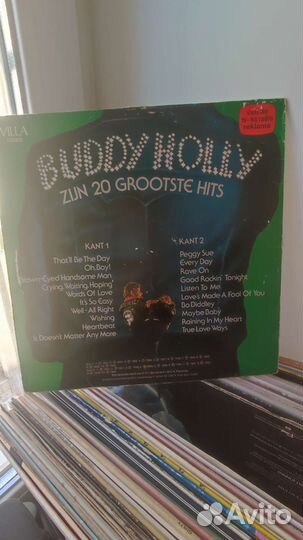 VILLA
BUDDY HOLLY
ZIJN 20 GROOTSTE HITS
KANT 1
That'll Be The Day
Oh, Boy!
Brown-Eyed Handsome Man
Crying, Waiting, Hoping
Words Of Love
It's So Easy
Well - All Right
Wishing
Heartbeat
It Doesn't Matter Any More
KANT 2
Peggy Sue
Every Day
Rave On
Good Rockin' Tonight
Listen To Me
Love's Made A Fool Of You
Bo Diddley
Maybe Baby
Raining In My Heart
True Love Ways
reklame
Avito